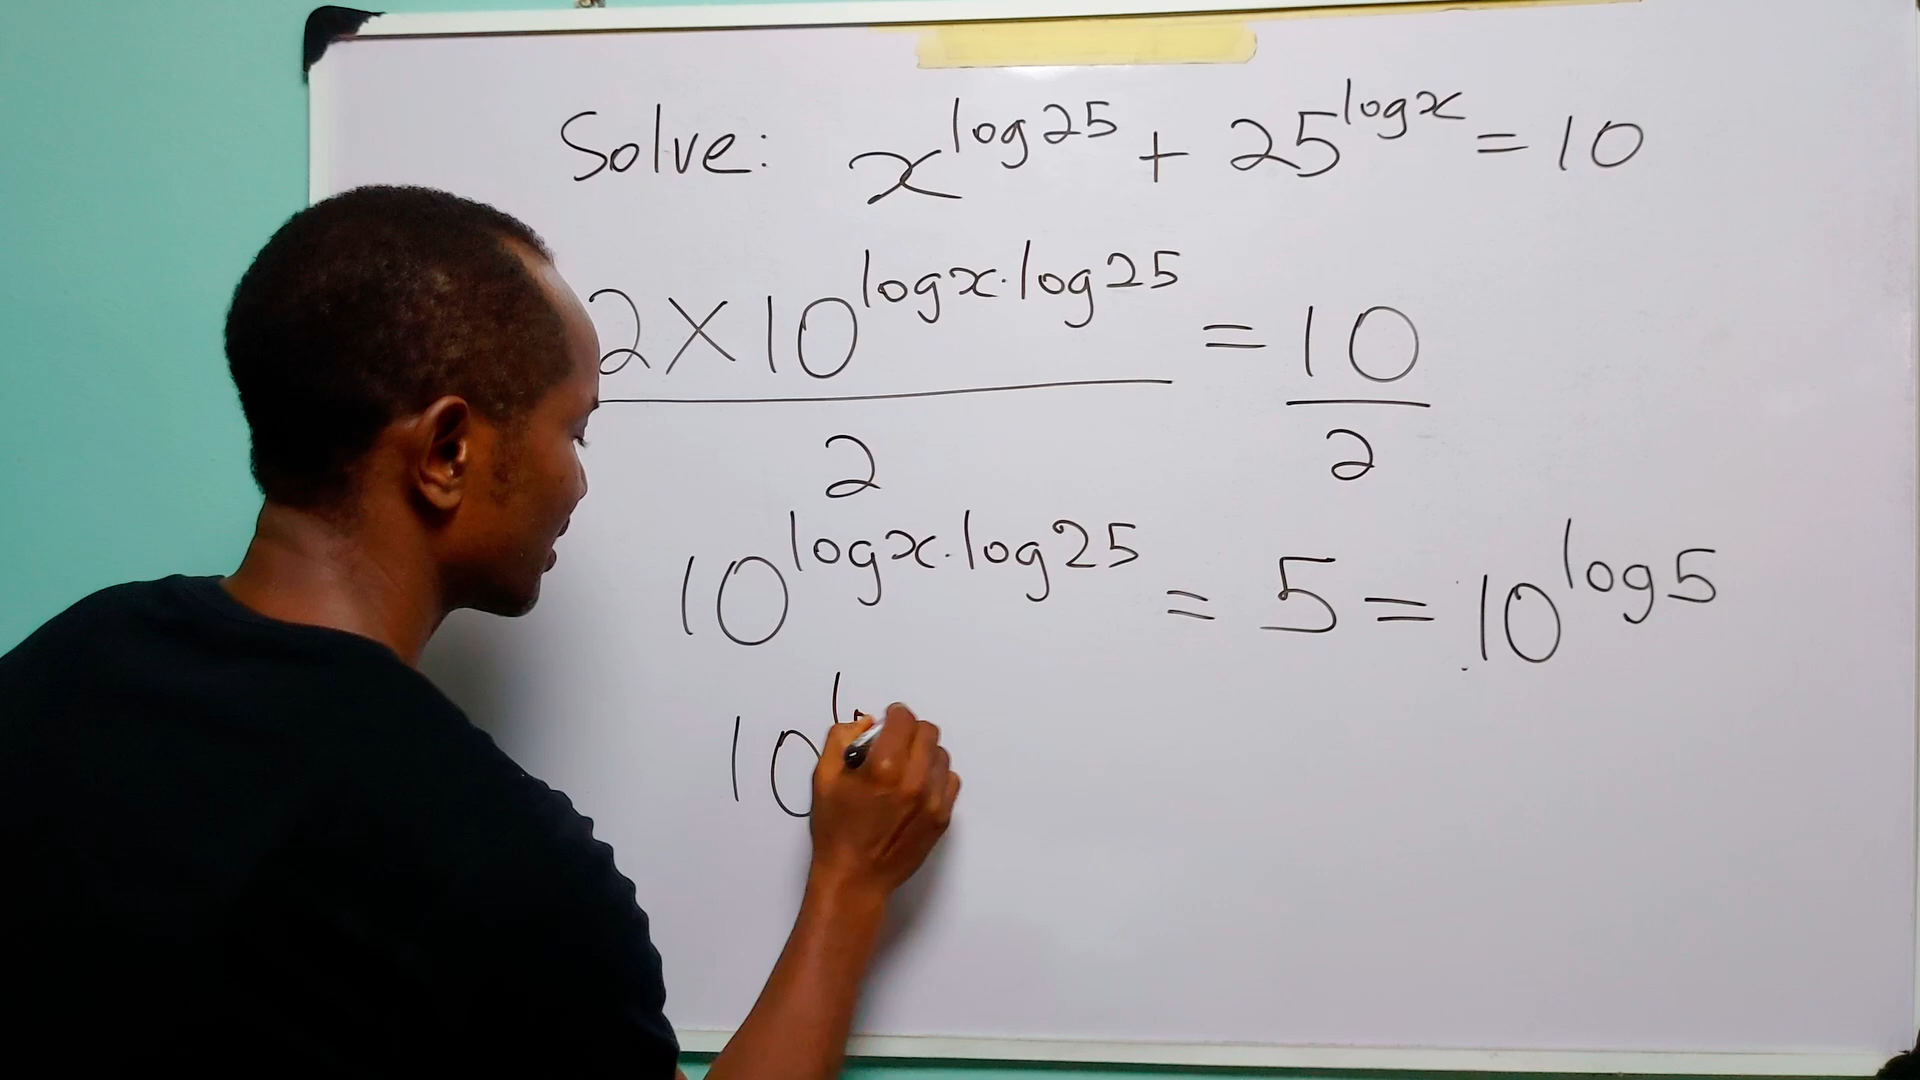 Solve: x^log25 + 25^logx = 10
2×10^logx·log25 = 10
2 2
10^logx·log25 = 5 = 10^log5
10^l